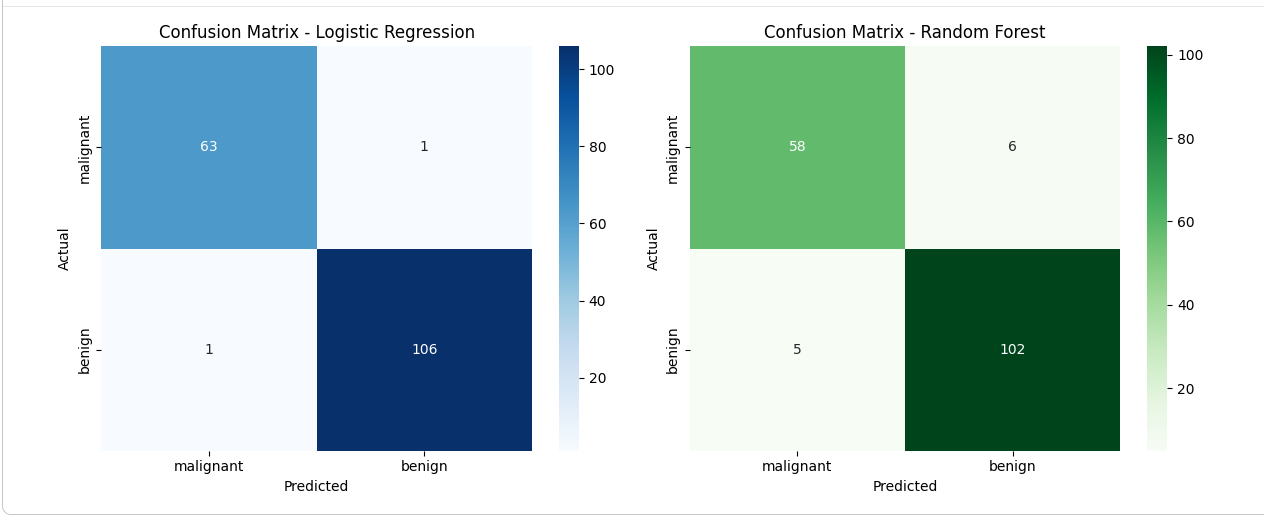 Confusion Matrix - Logistic Regression
malignant
benign
Actual
63
1
1
106
malignant
benign
Predicted
100
80
60
40
20
Confusion Matrix - Random Forest
malignant
benign
Actual
58
6
5
102
malignant
benign
Predicted
100
80
60
40
20